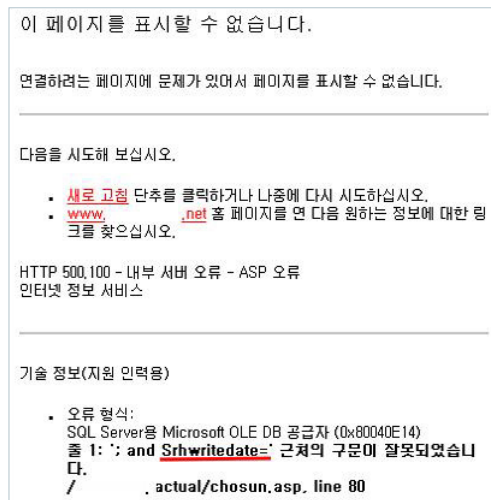 이 페이지를 표시할 수 없습니다.
연결하려는 페이지에 문제가 있어서 페이지를 표시할 수 없습니다.
다음을 시도해 보십시오.
• 새로 고침 단추를 클릭하거나 나중에 다시 시도하십시오.
• www. .net 홈 페이지를 연 다음 원하는 정보에 대한 링
크를 찾으십시오.
HTTP 500.100 - 내부 서버 오류 - ASP 오류
인터넷 정보 서비스
기술 정보(지원 인력용)
• 오류 형식:
SQL Server용 Microsoft OLE DB 공급자 (0x80040E14)
줄 1: '; and Srhwritedate=' 근처의 구문이 잘못되었습니
다.
/ . actual/chosun.asp, line 80